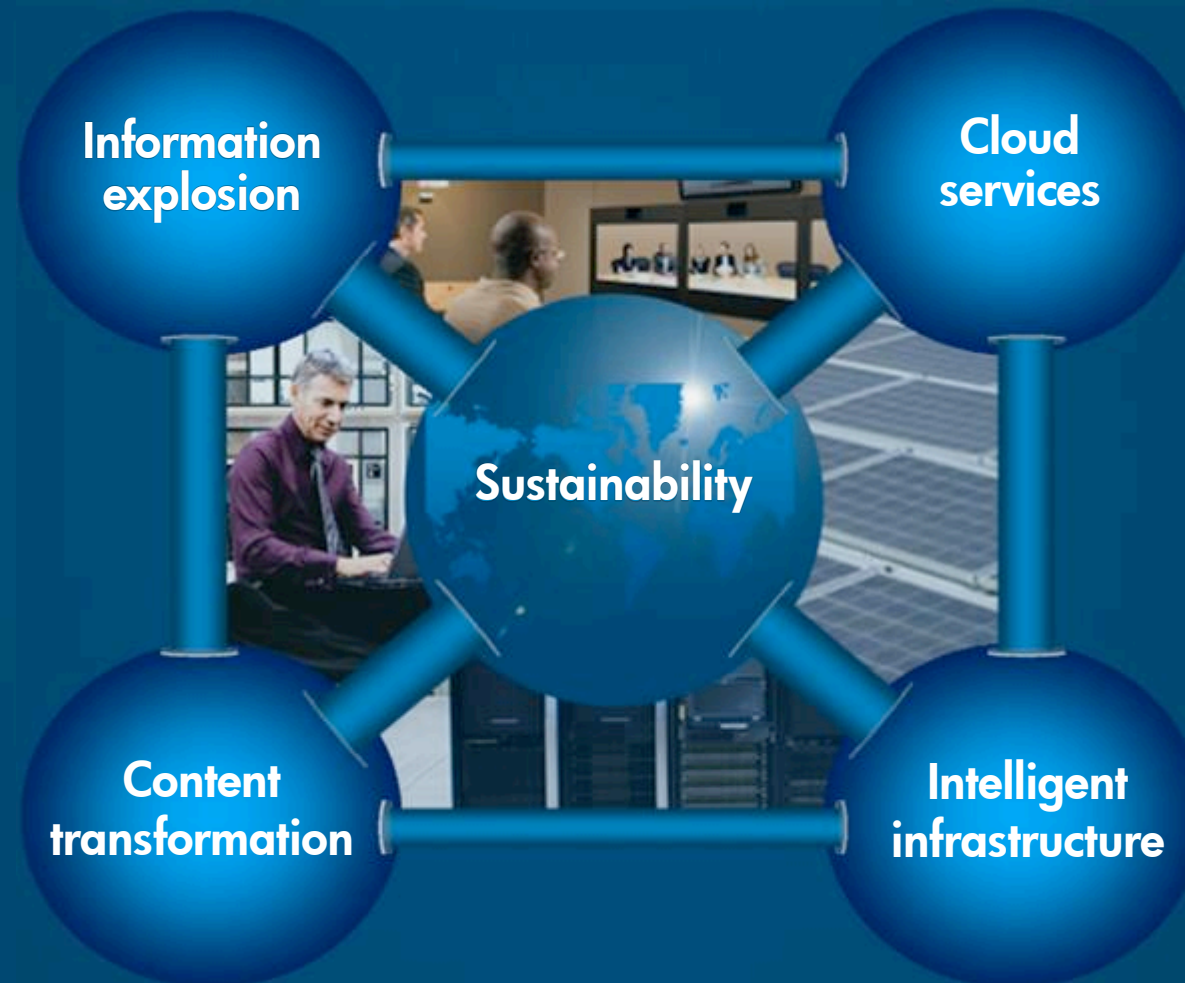 Information
explosion
Cloud
services
Sustainability
Content
transformation
Intelligent
infrastructure